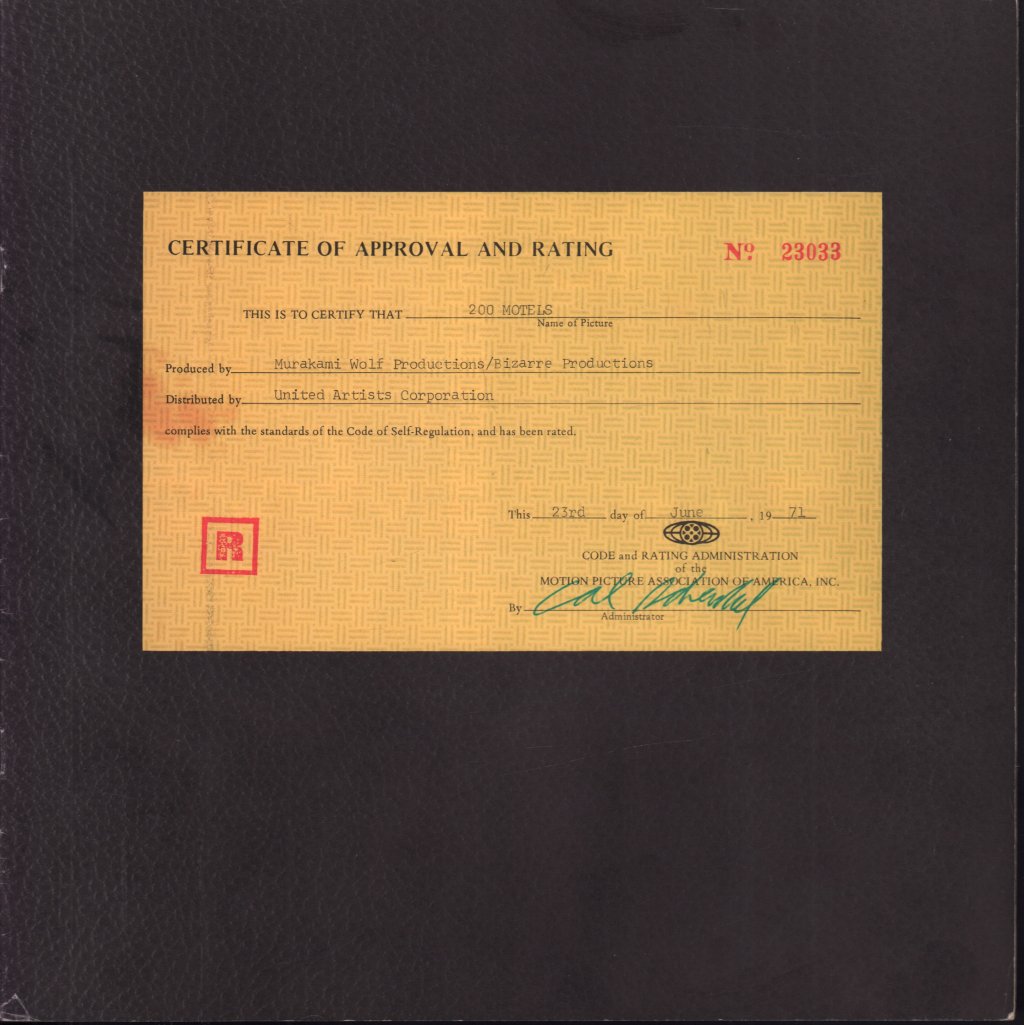 CERTIFICATE OF APPROVAL AND RATING
Nº 23033
THIS IS TO CERTIFY THAT 200 MOTELS
Name of Picture
Produced by Murakami Wolf Productions/Bizarre Productions
Distributed by United Artists Corporation
complies with the standards of the Code of Self-Regulation, and has been rated.
R
This 23rd day of June, 19 71
CODE and RATING ADMINISTRATION
of the
MOTION PICTURE ASSOCIATION OF AMERICA, INC.
By Cal Schenkel
Administrator